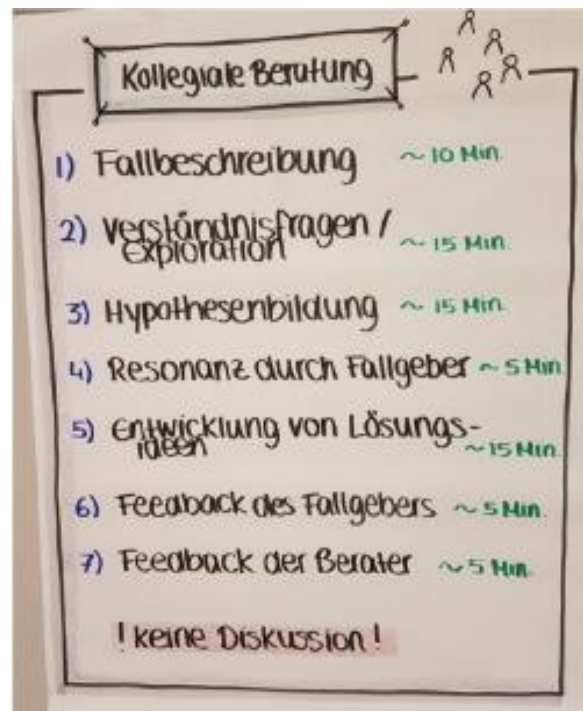 Kollegiale Beratung
1) Fallbeschreibung ~ 10 Min.
2) Verständnisfragen /
Exploration ~ 15 Min.
3) Hypothesenbildung ~ 15 Min.
4) Resonanz durch Fallgeber ~ 5 Min
5) Entwicklung von Lösungs-
ideen ~ 15 Min.
6) Feedback des Fallgebers ~ 5 Min.
7) Feedback der Berater ~ 5 Min.
! keine Diskussion !